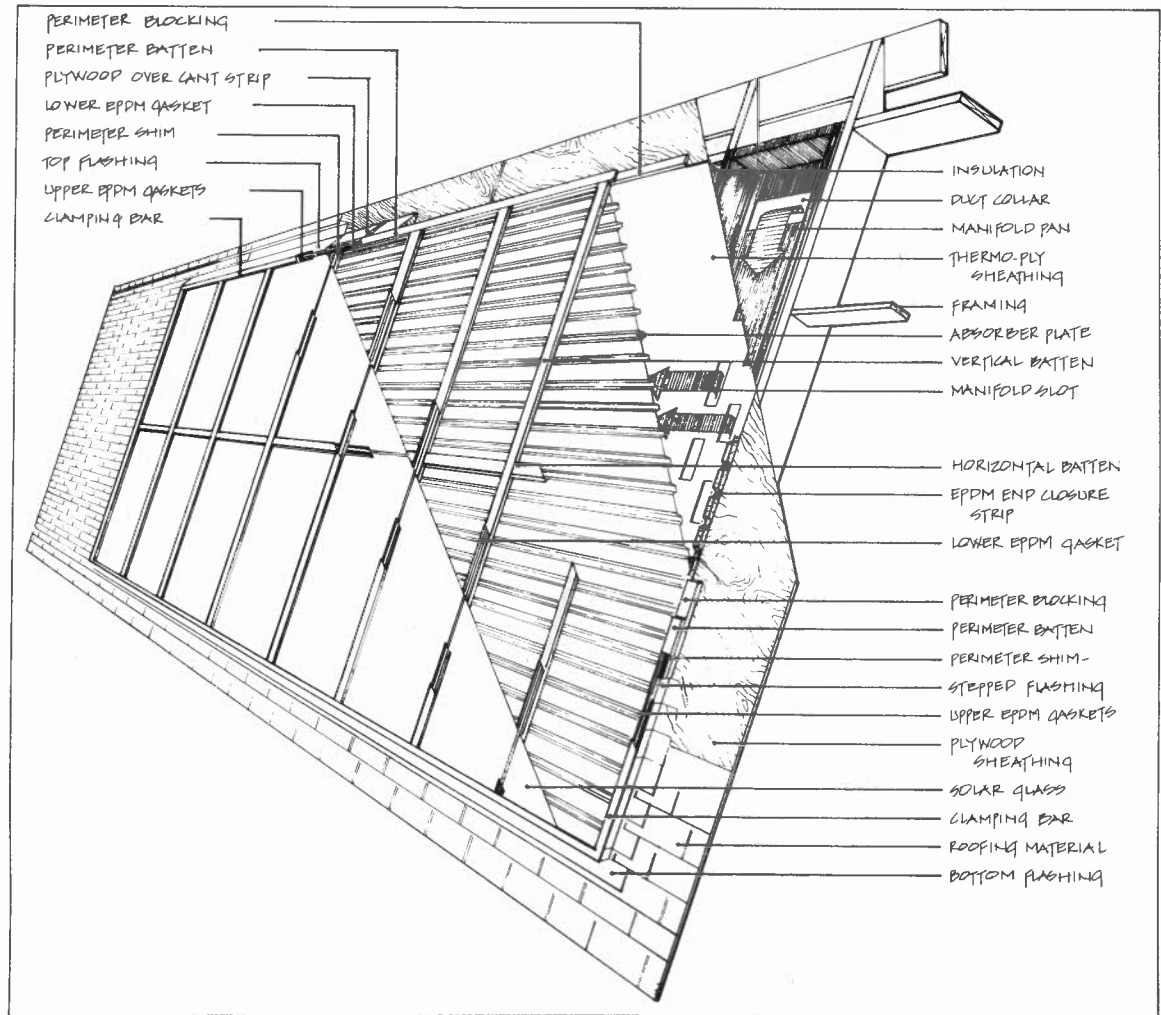 PERIMETER BLOCKING
PERIMETER BATTEN
PLYWOOD OVER CANT STRIP
LOWER EPDM GASKET
PERIMETER SHIM
TOP FLASHING
UPPER EPDM GASKETS
CLAMPING BAR
INSULATION
DUCT COLLAR
MANIFOLD PAN
THERMO-PLY
SHEATHING
FRAMING
ABSORBER PLATE
VERTICAL BATTEN
MANIFOLD SLOT
HORIZONTAL BATTEN
EPDM END CLOSURE
STRIP
LOWER EPDM GASKET
PERIMETER BLOCKING
PERIMETER BATTEN
PERIMETER SHIM-
STEPPED FLASHING
UPPER EPDM GASKETS
PLYWOOD
SHEATHING
SOLAR GLASS
CLAMPING BAR
ROOFING MATERIAL
BOTTOM FLASHING